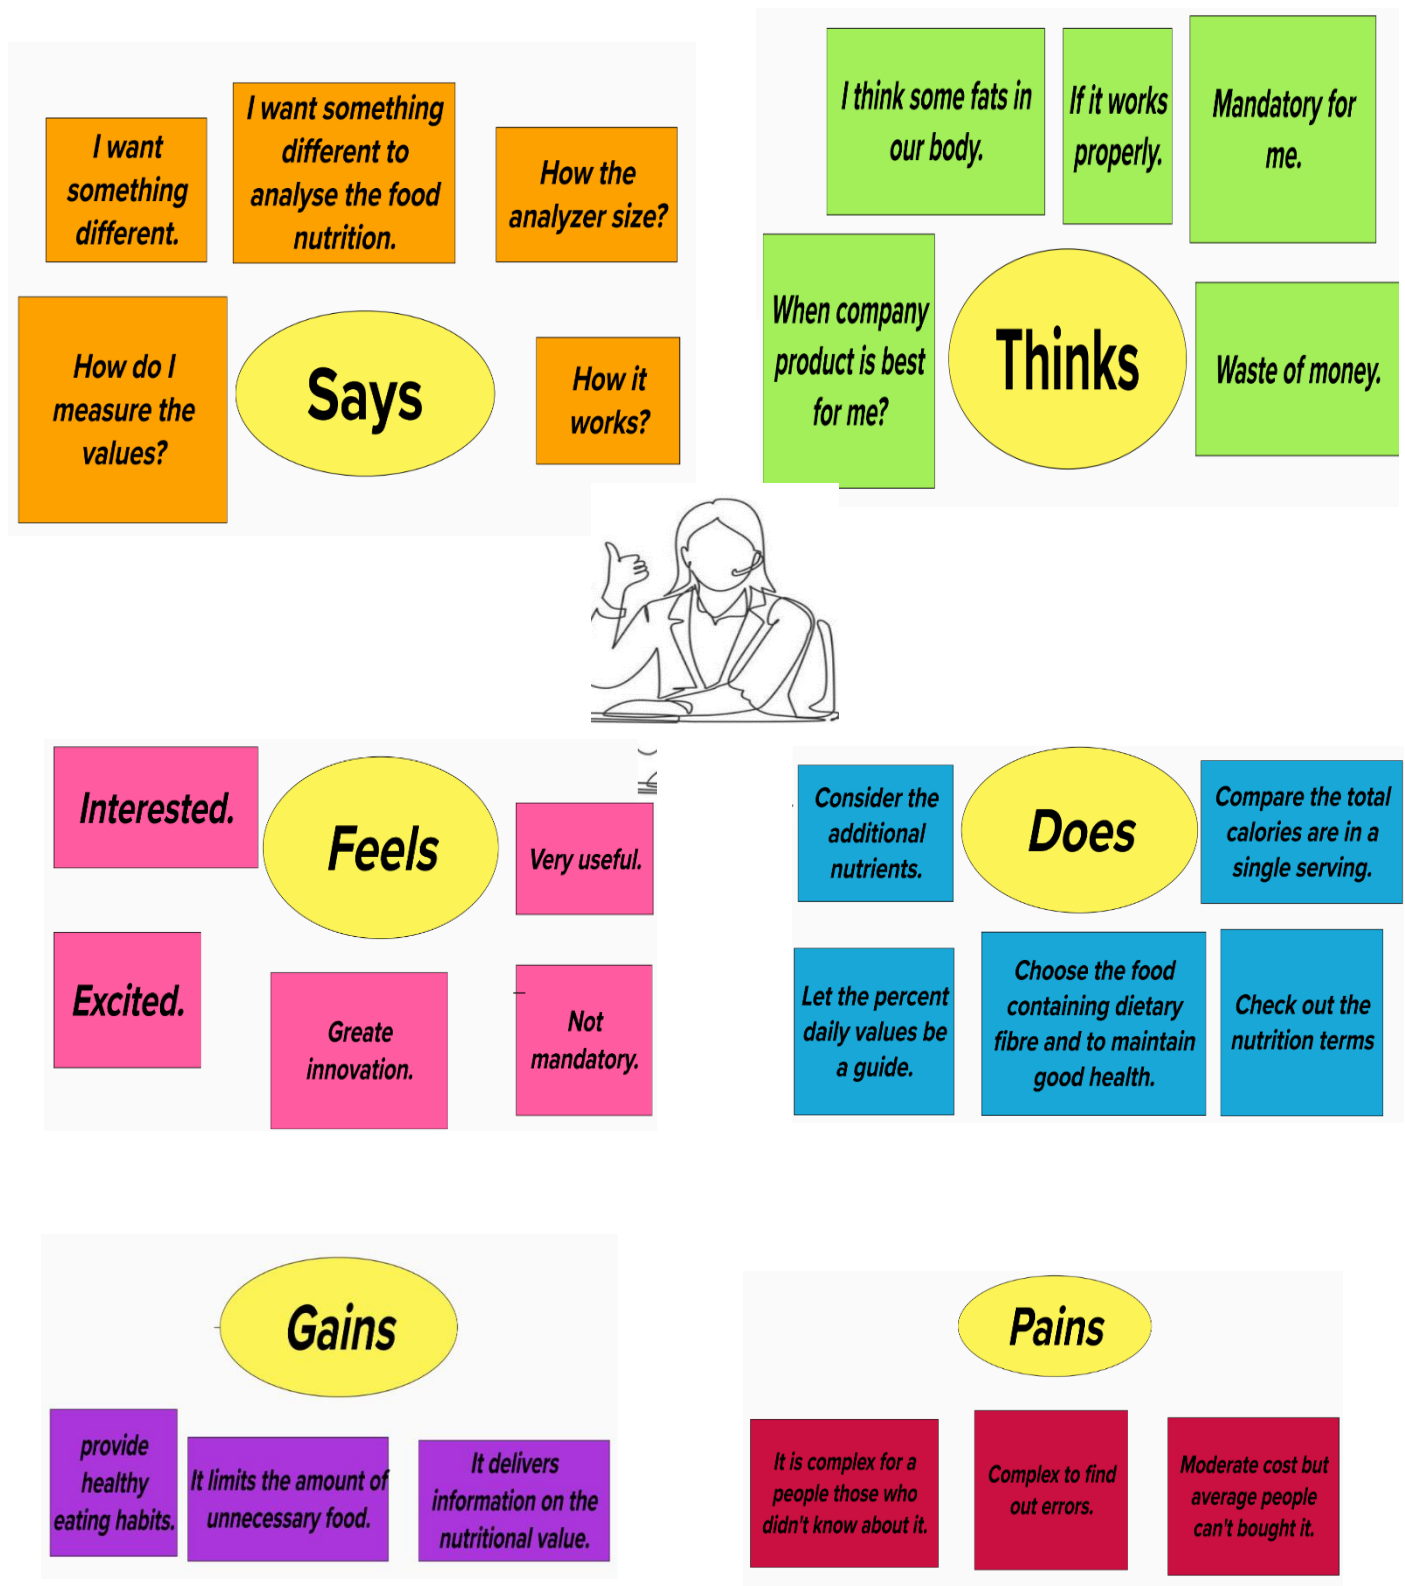 I want
something
different.
I want something
different to
analyse the food
nutrition.
How the
analyzer size?
How do I
measure the
values?
Says
How it
works?
I think some fats in
our body.
If it works
properly.
Mandatory for
me.
When company
product is best
for me?
Thinks
Waste of money.
Interested.
Feels
Very useful.
Excited.
Greate
innovation.
Not
mandatory.
Consider the
additional
nutrients.
Does
Compare the total
calories are in a
single serving.
Let the percent
daily values be
a guide.
Choose the food
containing dietary
fibre and to maintain
good health.
Check out the
nutrition terms
Gains
provide
healthy
eating habits.
It limits the amount of
unnecessary food.
It delivers
information on the
nutritional value.
Pains
It is complex for a
people those who
didn't know about it.
Complex to find
out errors.
Moderate cost but
average people
can't bought it.